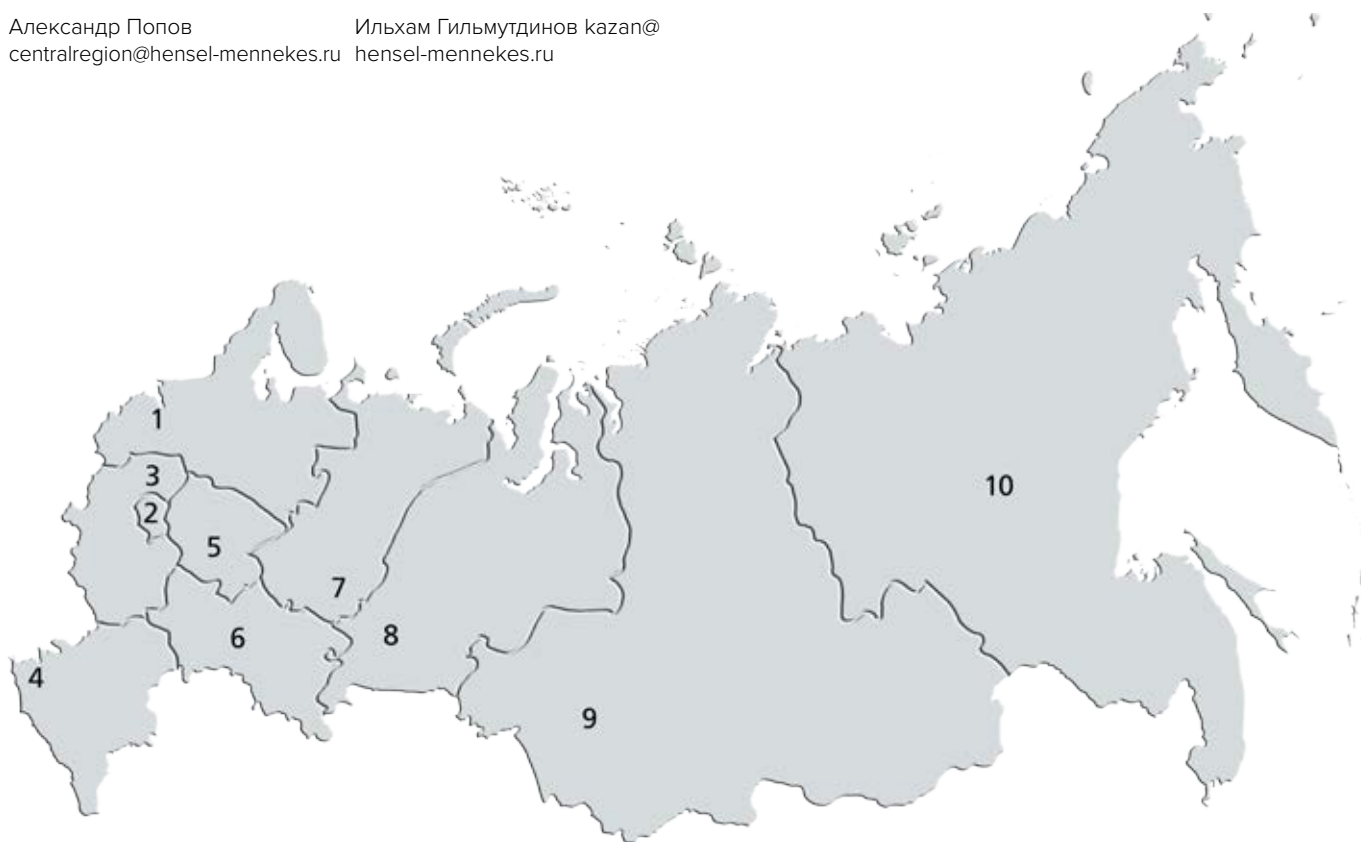 Александр Попов
centralregion@hensel-mennekes.ru
Ильхам Гильмутдинов kazan@
hensel-mennekes.ru
1
3
2
5
10
7
8
6
4
9